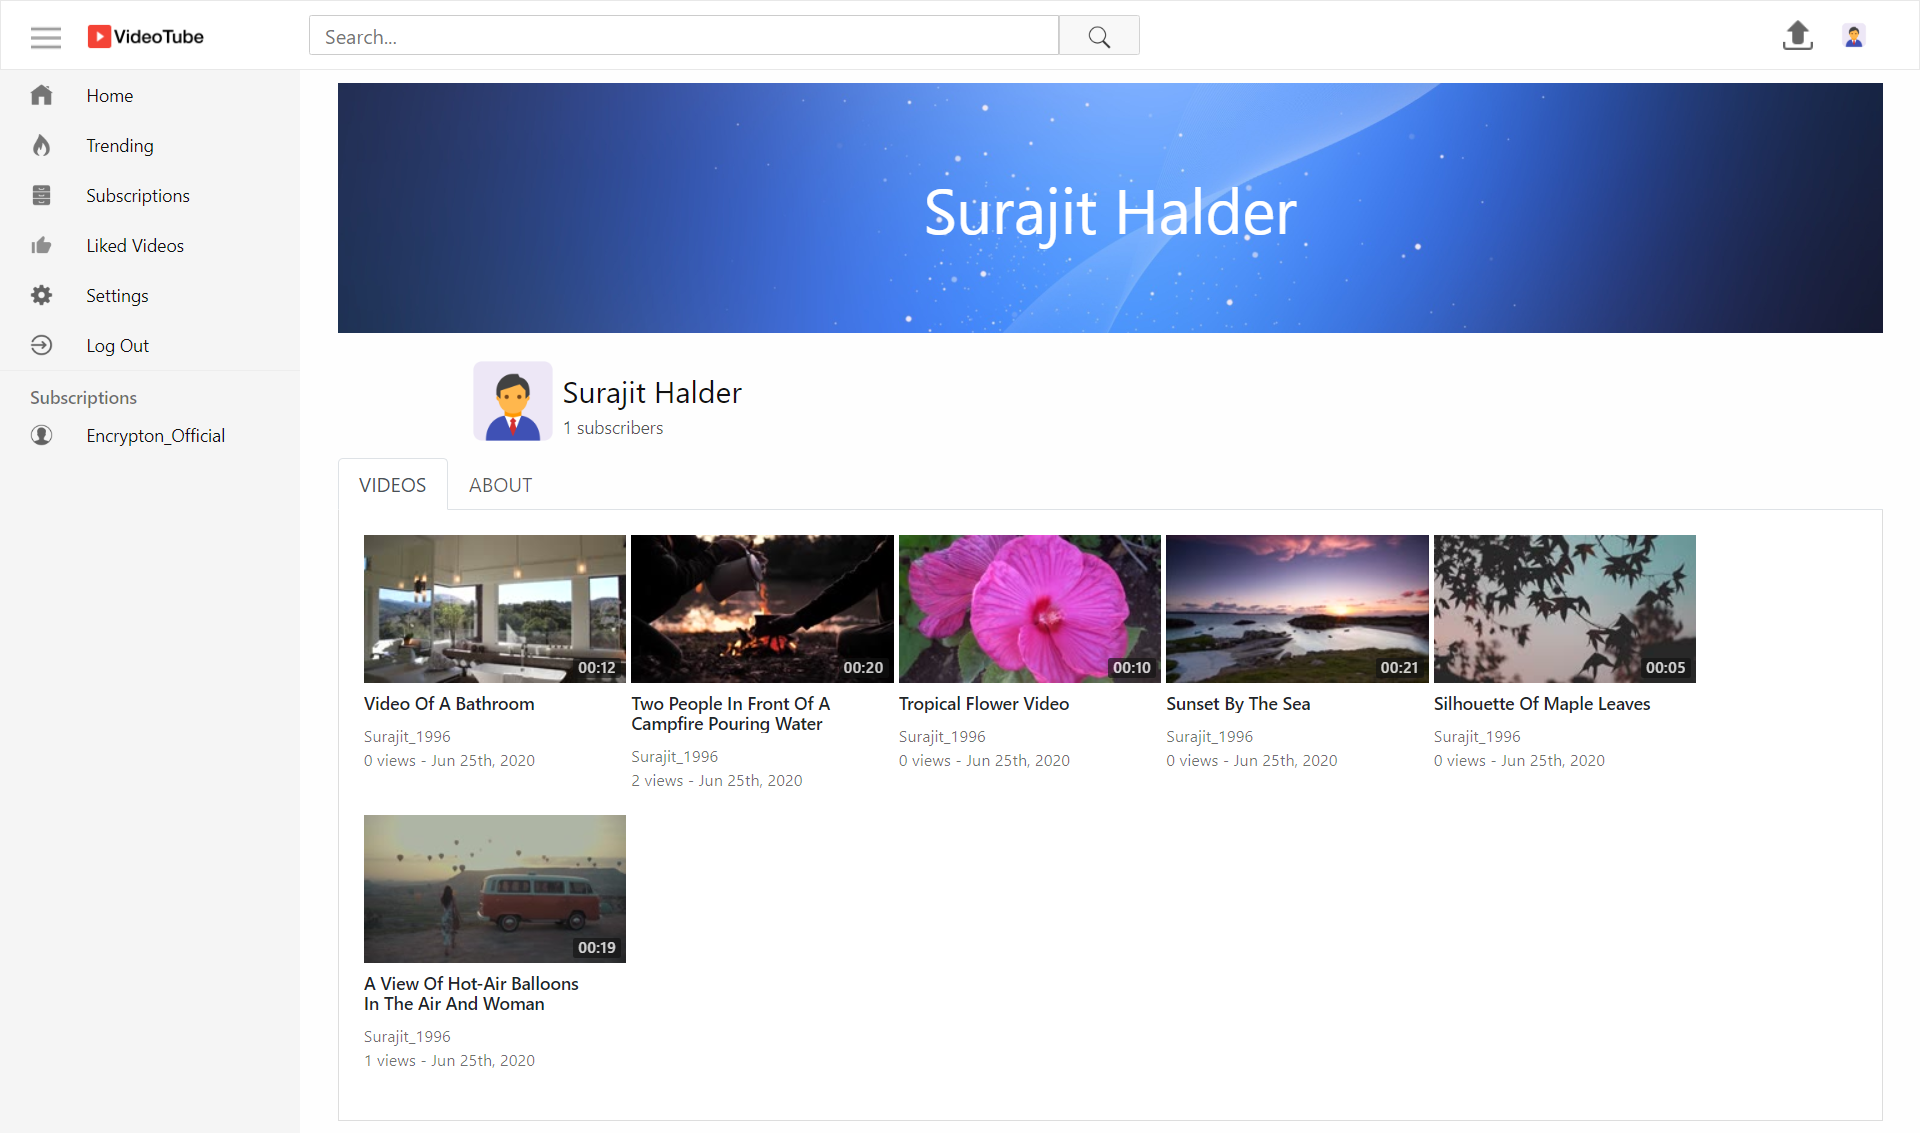 VideoTube
Search...
Home
Trending
Subscriptions
Liked Videos
Settings
Log Out
Subscriptions
Encrypton_Official
Surajit Halder
Surajit Halder
1 subscribers
VIDEOS
ABOUT
00:12
Video Of A Bathroom
Surajit_1996
0 views - Jun 25th, 2020
00:20
Two People In Front Of A
Campfire Pouring Water
Surajit_1996
2 views - Jun 25th, 2020
00:10
Tropical Flower Video
Surajit_1996
0 views - Jun 25th, 2020
00:21
Sunset By The Sea
Surajit_1996
0 views - Jun 25th, 2020
00:05
Silhouette Of Maple Leaves
Surajit_1996
0 views - Jun 25th, 2020
00:19
A View Of Hot-Air Balloons
In The Air And Woman
Surajit_1996
1 views - Jun 25th, 2020